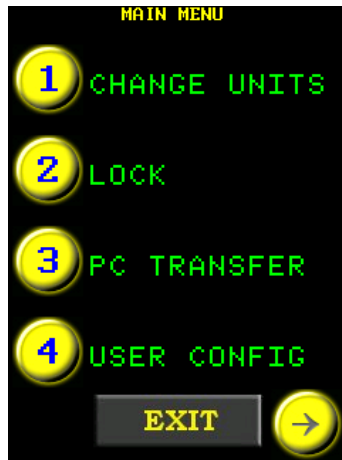 MAIN MENU
1 CHANGE UNITS
2 LOCK
3 PC TRANSFER
4 USER CONFIG
EXIT →